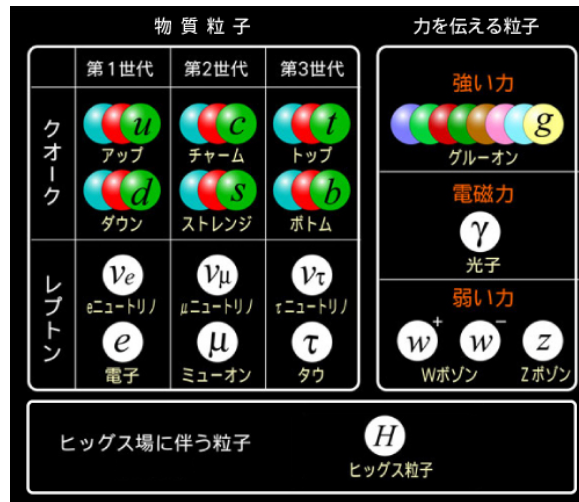 物質粒子
力を伝える粒子
第1世代 第2世代 第3世代
クオーク
u c t
アップ チャーム トップ
d s b
ダウン ストレンジ ボトム
レプトン
νe νμ ντ
eニュートリノ μニュートリノ τニュートリノ
e μ τ
電子 ミューオン タウ
強い力
g
グルーオン
電磁力
γ
光子
弱い力
w+ w− z
Wボゾン Zボゾン
ヒッグス場に伴う粒子
H
ヒッグス粒子